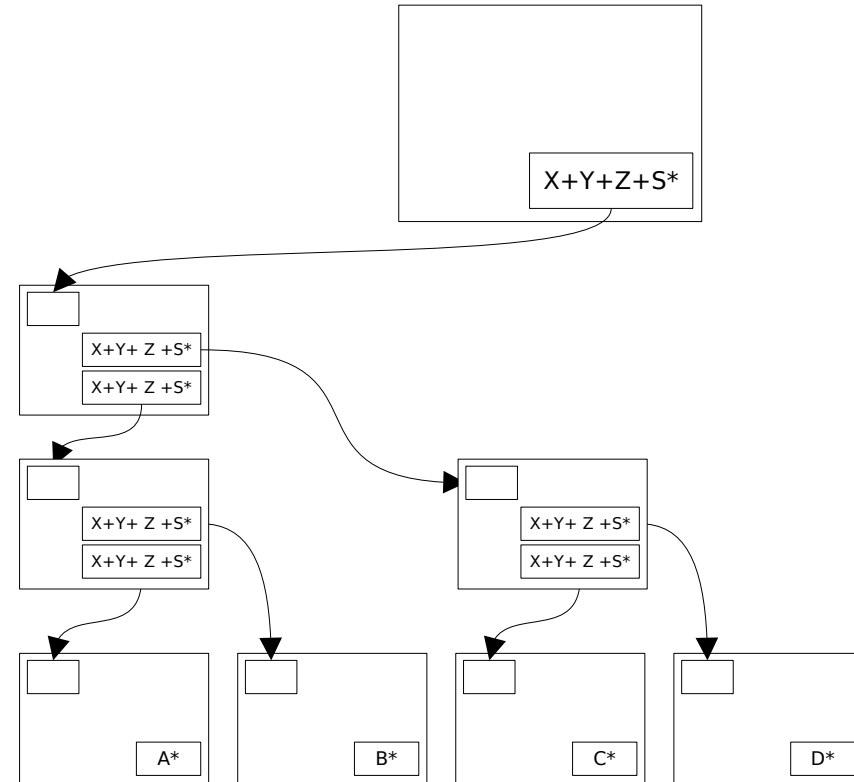 X+Y+Z+S*
X+Y+ Z +S*
X+Y+ Z +S*
X+Y+ Z +S*
X+Y+ Z +S*
X+Y+ Z +S*
X+Y+ Z +S*
A*
B*
C*
D*